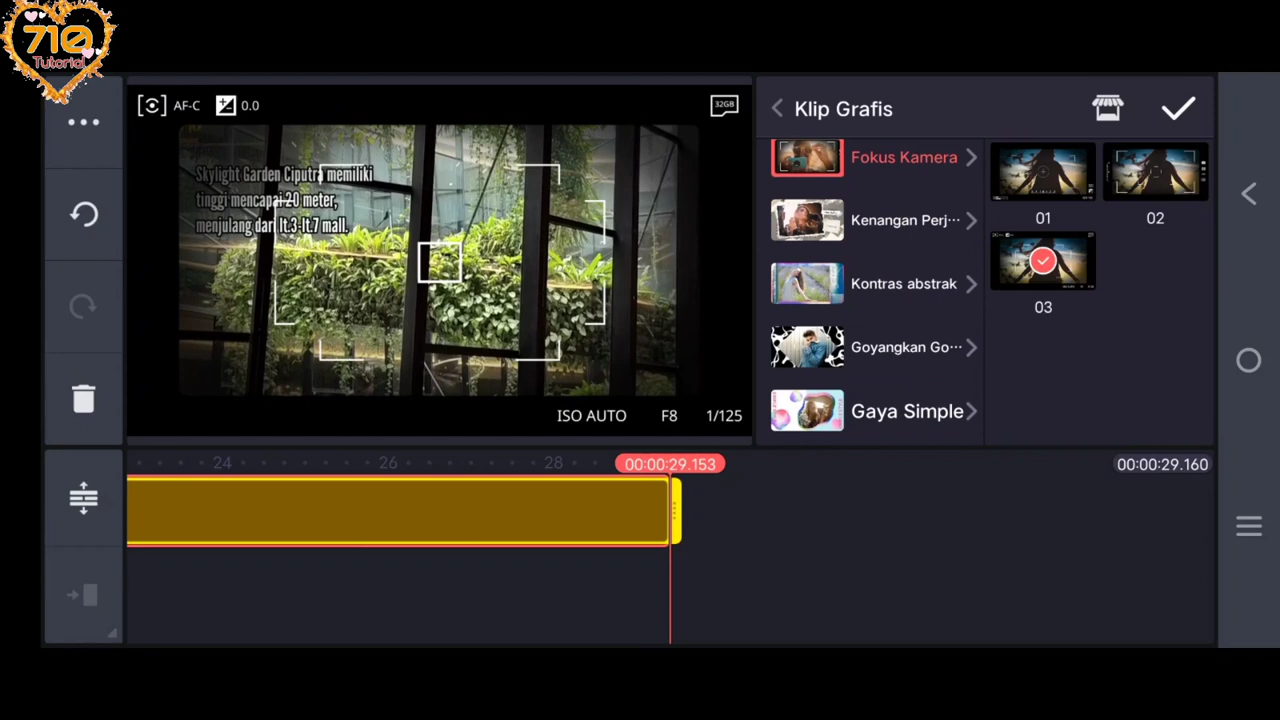 710
Tutorial
AF-C
0.0
32GB
Skylight Garden Ciputra memiliki
tinggi mencapai 20 meter,
menjulang dari lt.3-lt.7 mall.
ISO AUTO
F8
1/125
Klip Grafis
Fokus Kamera
Kenangan Perj···
Kontras abstrak
Goyangkan Go···
Gaya Simple
01
02
03
24
26
28
00:00:29.153
00:00:29.160